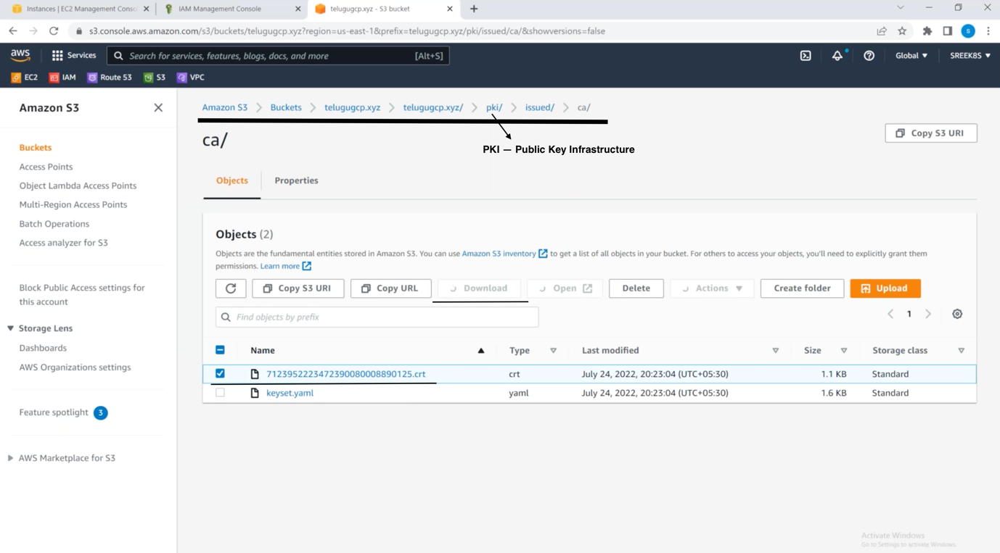 Instances | EC2 Management Conso
IAM Management Console
telugugcp.xyz - S3 bucket
s3.console.aws.amazon.com/s3/buckets/telugugcp.xyz?region=us-east-1&prefix=telugugcp.xyz/pki/issued/ca/&showversions=false
S
aws
Services
Search for services, features, blogs, docs, and more
[Alt+S]
Global
SREEK8S
EC2
IAM
Route 53
S3
VPC
Amazon S3
Buckets
Access Points
Object Lambda Access Points
Multi-Region Access Points
Batch Operations
Access analyzer for S3
Block Public Access settings for
this account
Storage Lens
Dashboards
AWS Organizations settings
Feature spotlight 3
AWS Marketplace for S3
Amazon S3 > Buckets > telugugcp.xyz > telugugcp.xyz/ > pki/ > issued/ > ca/
ca/
PKI — Public Key Infrastructure
Copy S3 URI
Objects
Properties
Objects (2)
Objects are the fundamental entities stored in Amazon S3. You can use Amazon S3 inventory to get a list of all objects in your bucket. For others to access your objects, you'll need to explicitly grant them
permissions. Learn more
Copy S3 URI
Copy URL
Download
Open
Delete
Actions
Create folder
Upload
Find objects by prefix
1
Name Type Last modified Size Storage class
7123952223472390080008890125.crt crt July 24, 2022, 20:23:04 (UTC+05:30) 1.1 KB Standard
keyset.yaml yaml July 24, 2022, 20:23:04 (UTC+05:30) 1.6 KB Standard
Activate Windows
Go to Settings to activate Windows.